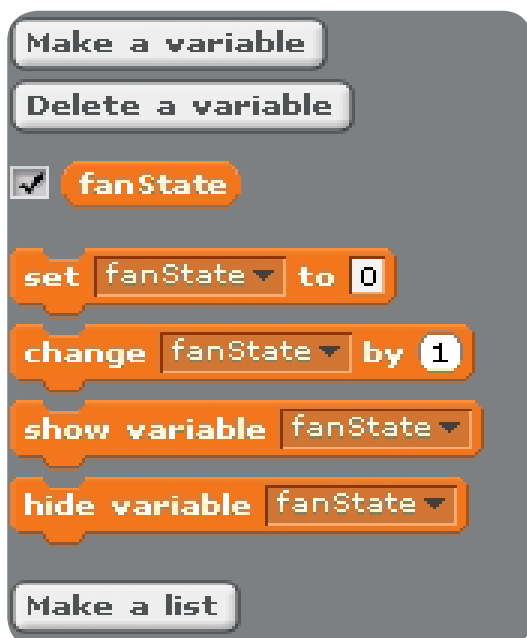 Make a variable
Delete a variable
fanState
set fanState to 0
change fanState by 1
show variable fanState
hide variable fanState
Make a list